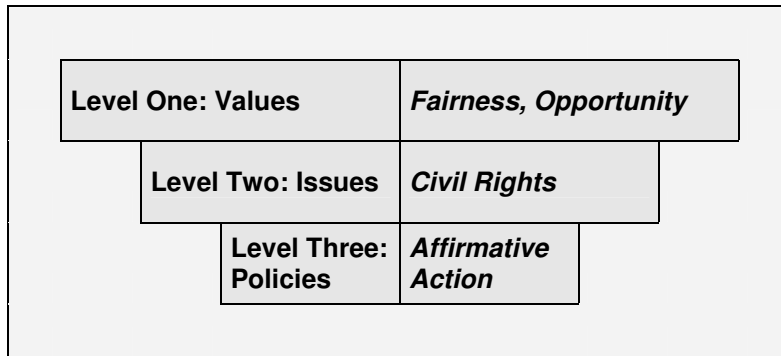 Level One: Values
Fairness, Opportunity
Level Two: Issues
Civil Rights
Level Three:
Policies
Affirmative
Action